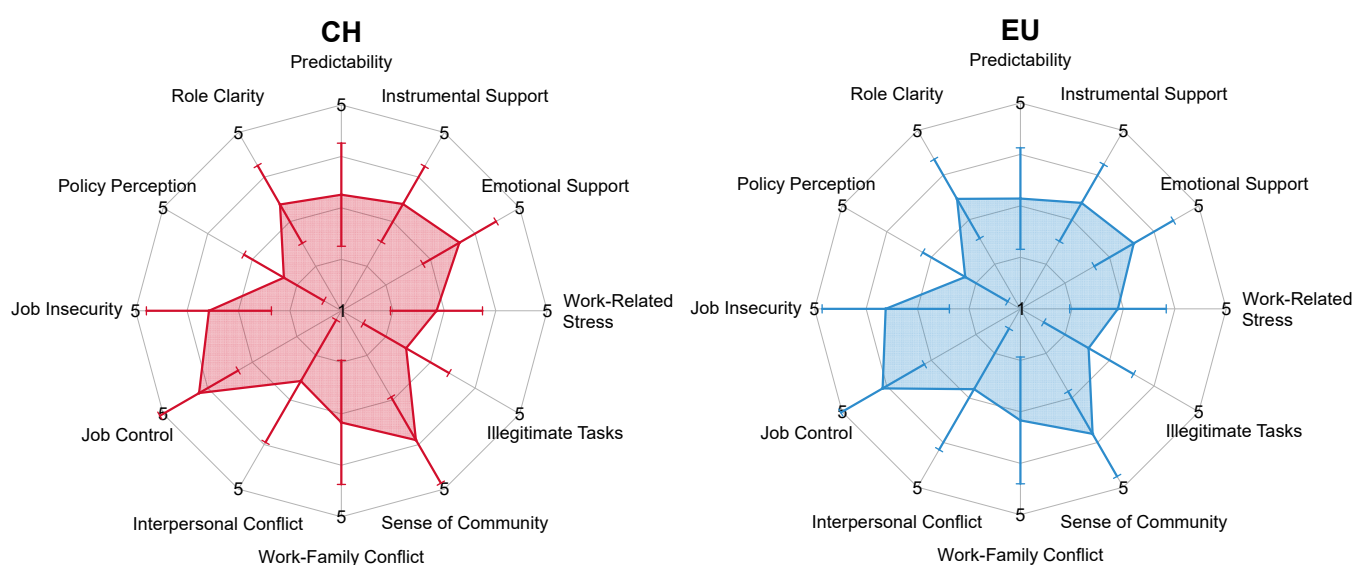 CH
Predictability
Role Clarity
Instrumental Support
5
5
5
Policy Perception
Emotional Support
5
5
Job Insecurity
5
1
5
Work-Related
Stress
5
5
Job Control
Illegitimate Tasks
5
5
Interpersonal Conflict
Sense of Community
5
Work-Family Conflict
EU
Predictability
Role Clarity
Instrumental Support
5
5
5
Policy Perception
Emotional Support
5
5
Job Insecurity
5
1
5
Work-Related
Stress
5
5
Job Control
Illegitimate Tasks
5
5
Interpersonal Conflict
Sense of Community
5
Work-Family Conflict